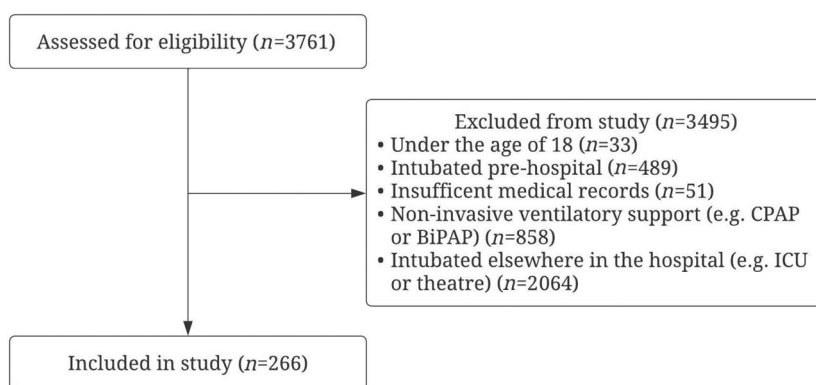 Assessed for eligibility (n=3761)
Excluded from study (n=3495)
• Under the age of 18 (n=33)
• Intubated pre-hospital (n=489)
• Insufficent medical records (n=51)
• Non-invasive ventilatory support (e.g. CPAP
or BiPAP) (n=858)
• Intubated elsewhere in the hospital (e.g. ICU
or theatre) (n=2064)
Included in study (n=266)